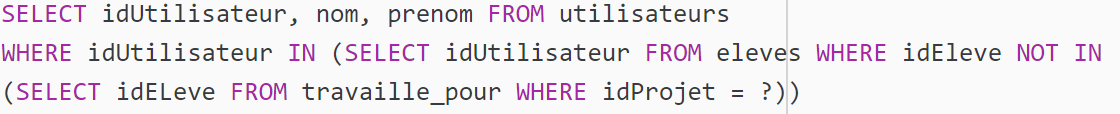 SELECT idUtilisateur, nom, prenom FROM utilisateurs
WHERE idUtilisateur IN (SELECT idUtilisateur FROM eleves WHERE idEleve NOT IN
(SELECT idELeve FROM travaille_pour WHERE idProjet = ?))